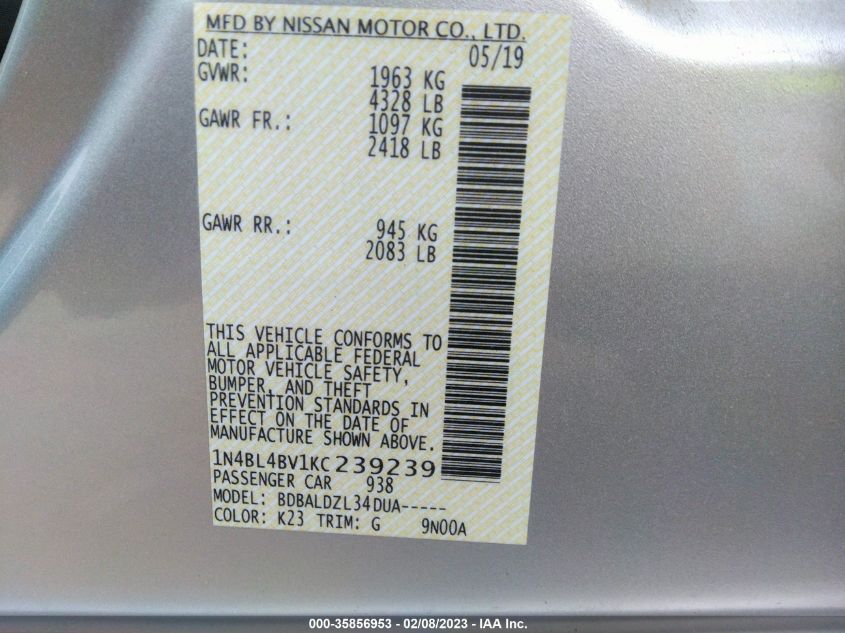 MFD BY NISSAN MOTOR CO., LTD.
DATE: 05/19
GVWR: 1963 KG
4328 LB
GAWR FR.: 1097 KG
2418 LB
GAWR RR.: 945 KG
2083 LB
THIS VEHICLE CONFORMS TO
ALL APPLICABLE FEDERAL
MOTOR VEHICLE SAFETY,
BUMPER, AND THEFT
PREVENTION STANDARDS IN
EFFECT ON THE DATE OF
MANUFACTURE SHOWN ABOVE.
1N4BL4BV1KC239239
PASSENGER CAR 938
MODEL: BDBALDZL34DUA-----
COLOR: K23 TRIM: G 9N00A
000-35856953 — 02/08/2023 — IAA Inc.